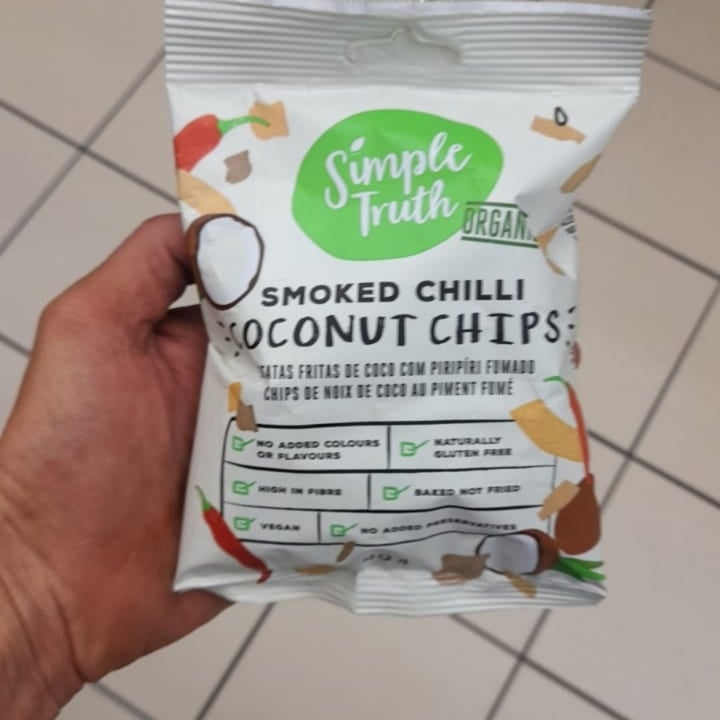 Simple
Truth
ORGANI
SMOKED CHILLI
COCONUT CHIPS
TATAS FRITAS DE COCO COM PIRIPÍRI FUMADO
CHIPS DE NOIX DE COCO AU PIMENT FUMÉ
NO ADDED COLOURS
OR FLAVOURS
NATURALLY
GLUTEN FREE
HIGH IN FIBRE
BAKED NOT FRIED
VEGAN
NO ADDED PRESERVATIVES